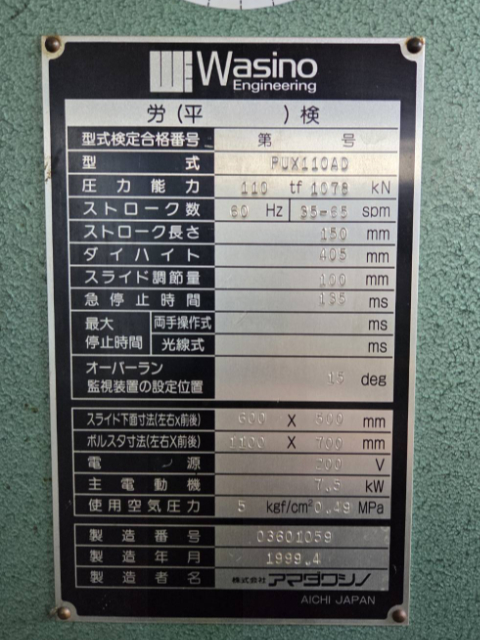 Wasino
Engineering
労（平　　　）検
型式検定合格番号 第 号
型式 PUX110AD
圧力能力 110 tf 1078 kN
ストローク数 60 Hz 35-65 spm
ストローク長さ 150 mm
ダイハイト 405 mm
スライド調節量 100 mm
急停止時間 mm
最大停止時間 両手操作式 ms
光線式 ms
オーバーラン
監視装置の設定位置 15 deg
スライド下面寸法(左右X前後) 600 X 500 mm
ボルスタ寸法(左右X前後) 1100 X 700 mm
電源 200 V
主電動機 7.5 kW
使用空気圧力 5 kgf/cm² 0.49 MPa
製造番号 03601059
製造年月 1999.4
製造者名 株式会社アマダワシノ
AICHI JAPAN